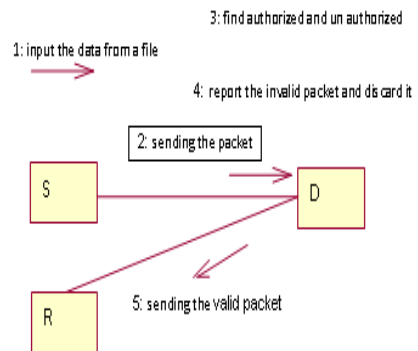 3: find authorized and un authorized
1: input the data from a file
4: report the invalid packet and discard it
2: sending the packet
S
D
5: sending the valid packet
R